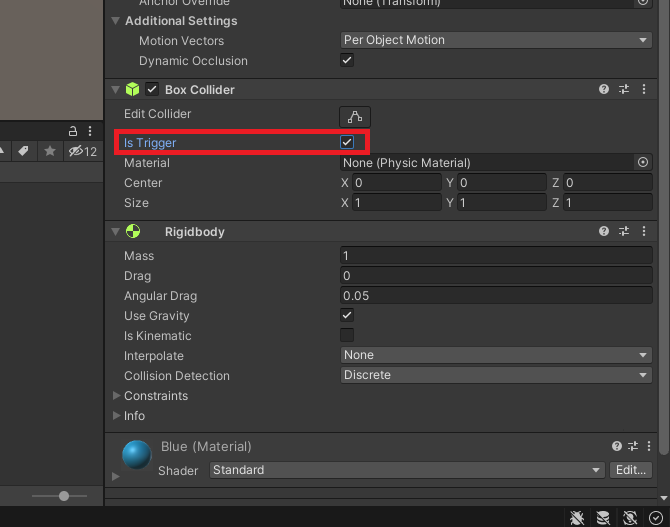 Anchor Override None (Transform)
Additional Settings
Motion Vectors Per Object Motion
Dynamic Occlusion
Box Collider
Edit Collider
12
Is Trigger
Material None (Physic Material)
Center X 0 Y 0 Z 0
Size X 1 Y 1 Z 1
Rigidbody
Mass 1
Drag 0
Angular Drag 0.05
Use Gravity
Is Kinematic
Interpolate None
Collision Detection Discrete
Constraints
Info
Blue (Material)
Shader Standard Edit...